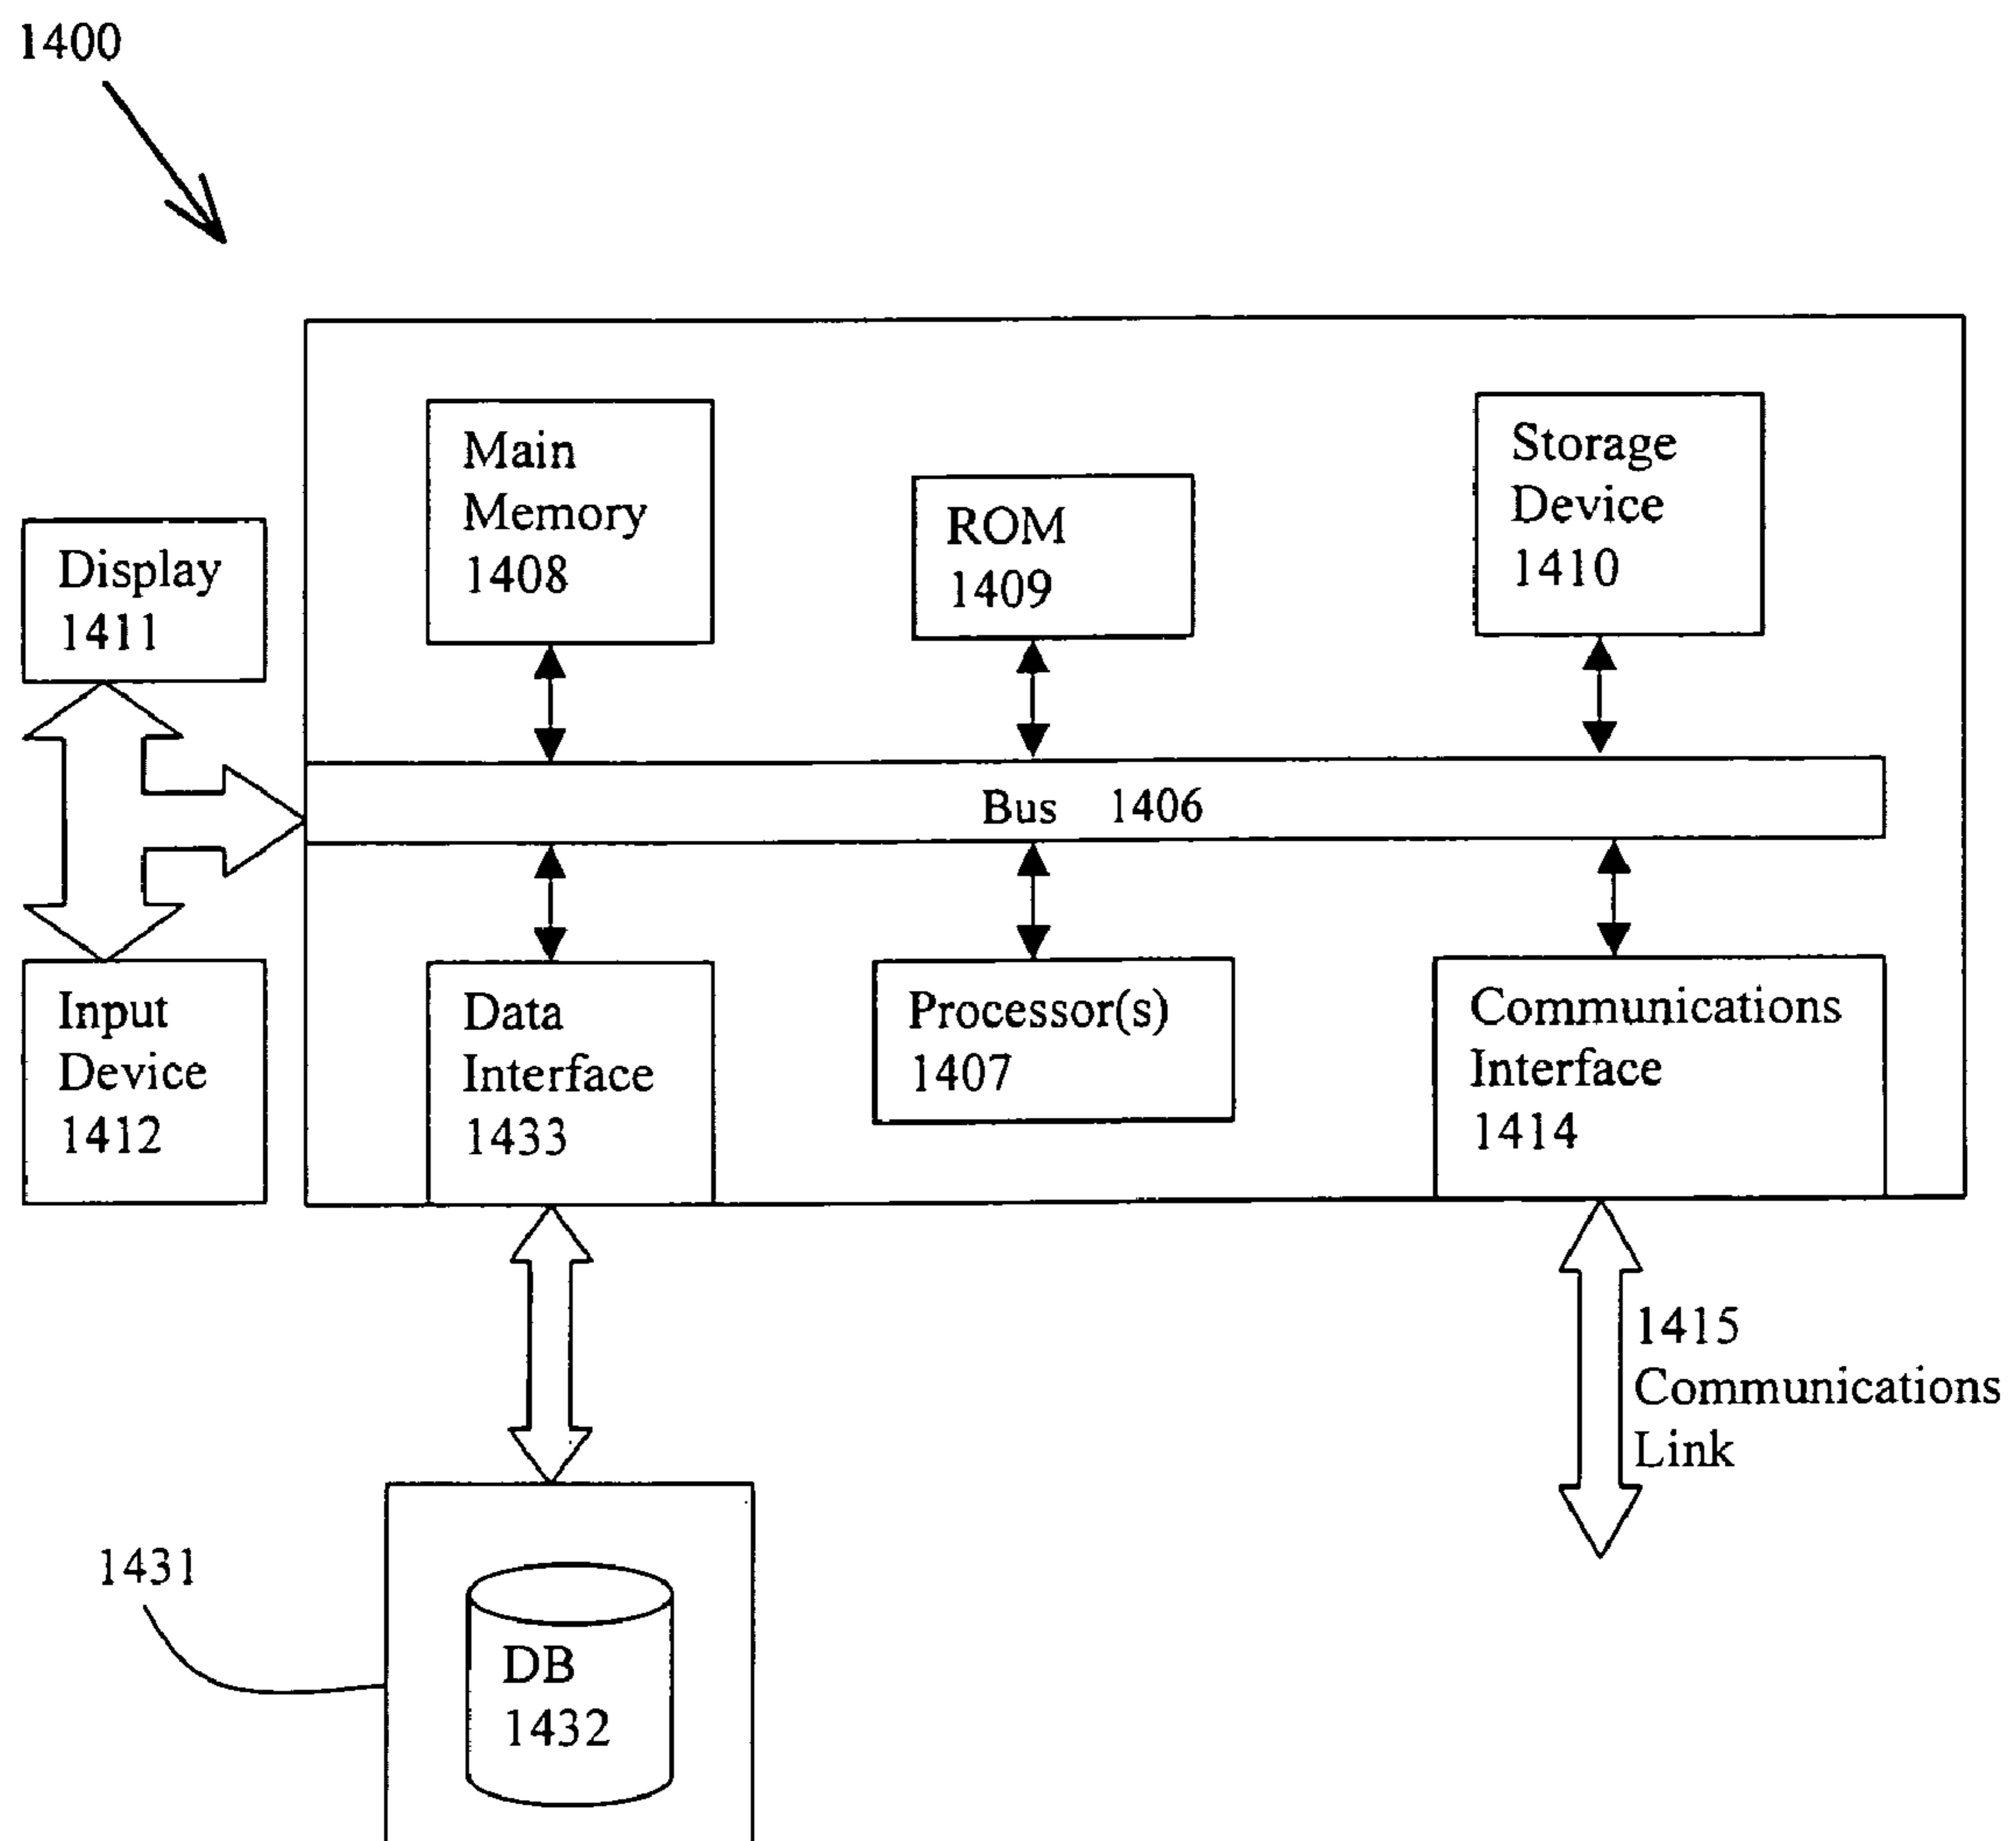 1400
Main
Memory
1408
ROM
1409
Storage
Device
1410
Display
1411
Bus 1406
Input
Device
1412
Data
Interface
1433
Processor(s)
1407
Communications
Interface
1414
1415
Communications
Link
1431
DB
1432